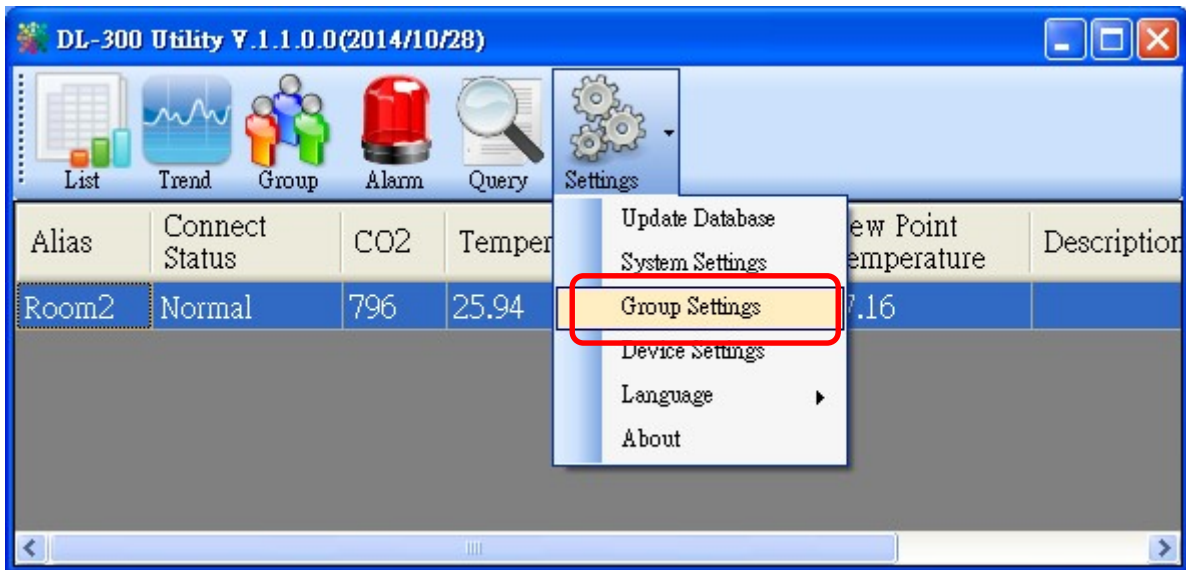 DL-300 Utility V.1.1.0.0(2014/10/28)
List Trend Group Alarm Query Settings
Alias Connect Status CO2 Temper ew Point emperature Description
Room2 Normal 796 25.94 7.16
Update Database
System Settings
Group Settings
Device Settings
Language
About